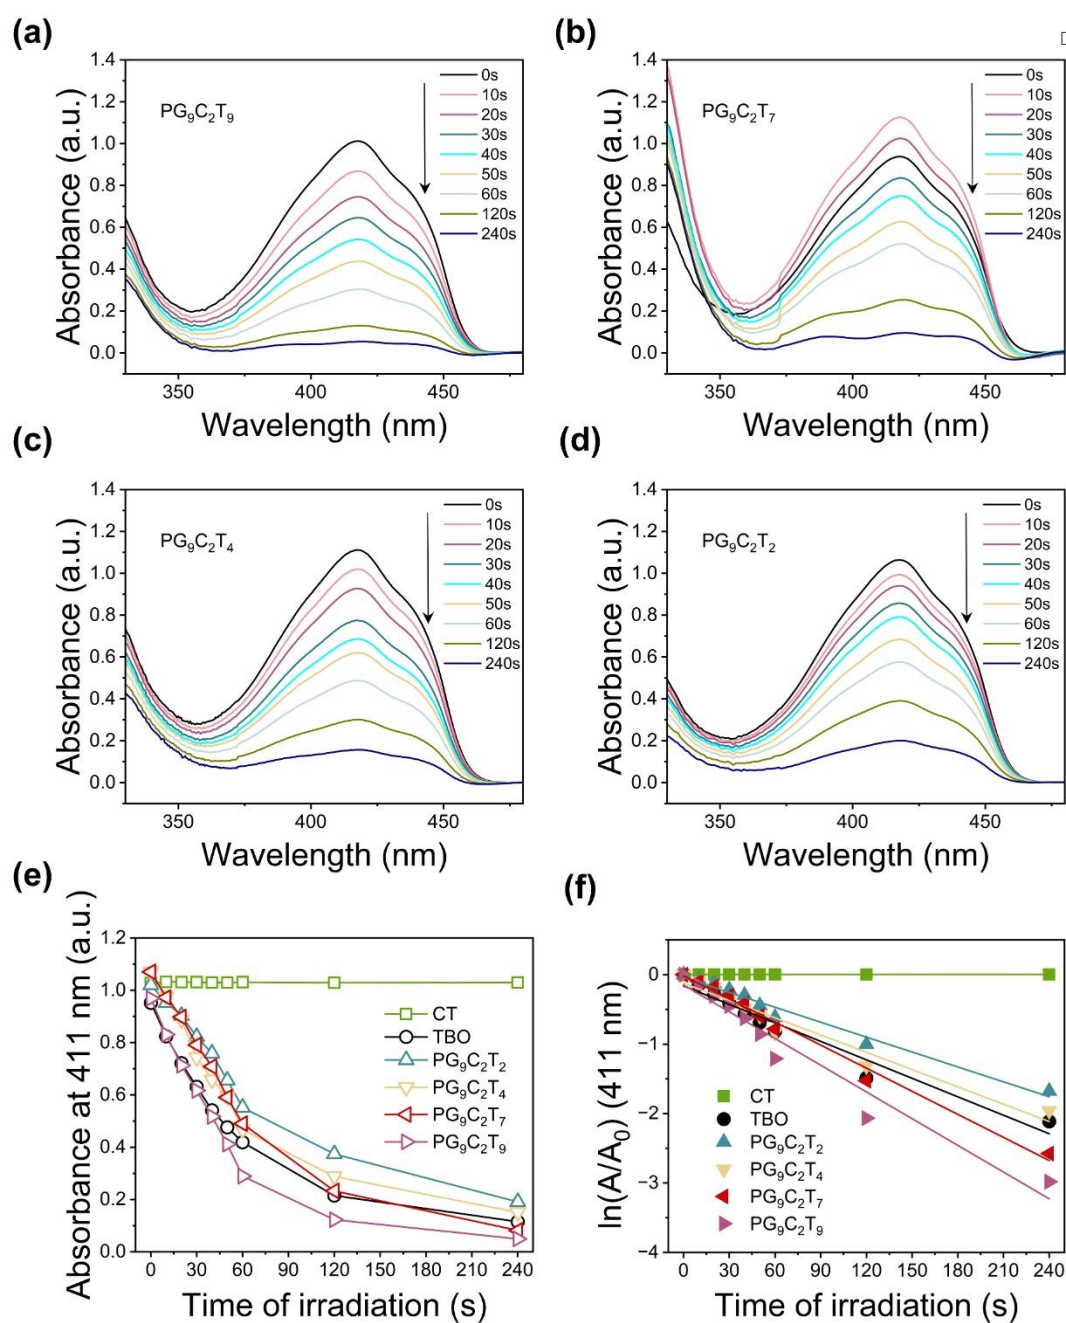 (a)
PG₉C₂T₉
0s
10s
20s
30s
40s
50s
60s
120s
240s
1.4
1.2
1.0
0.8
0.6
0.4
0.2
0.0
Absorbance (a.u.)
350
400
450
Wavelength (nm)
(b)
PG₉C₂T₇
0s
10s
20s
30s
40s
50s
60s
120s
240s
1.4
1.2
1.0
0.8
0.6
0.4
0.2
0.0
Absorbance (a.u.)
350
400
450
Wavelength (nm)
(c)
PG₉C₂T₄
0s
10s
20s
30s
40s
50s
60s
120s
240s
1.4
1.2
1.0
0.8
0.6
0.4
0.2
0.0
Absorbance (a.u.)
350
400
450
Wavelength (nm)
(d)
PG₉C₂T₂
0s
10s
20s
30s
40s
50s
60s
120s
240s
1.4
1.2
1.0
0.8
0.6
0.4
0.2
0.0
Absorbance (a.u.)
350
400
450
Wavelength (nm)
(e)
1.2
1.0
0.8
0.6
0.4
0.2
0.0
Absorbance at 411 nm (a.u.)
CT
TBO
PG₉C₂T₂
PG₉C₂T₄
PG₉C₂T₇
PG₉C₂T₉
0 30 60 90 120 150 180 210 240
Time of irradiation (s)
(f)
0
−1
−2
−3
−4
ln(A/A₀) (411 nm)
CT
TBO
PG₉C₂T₂
PG₉C₂T₄
PG₉C₂T₇
PG₉C₂T₉
0 30 60 90 120 150 180 210 240
Time of irradiation (s)